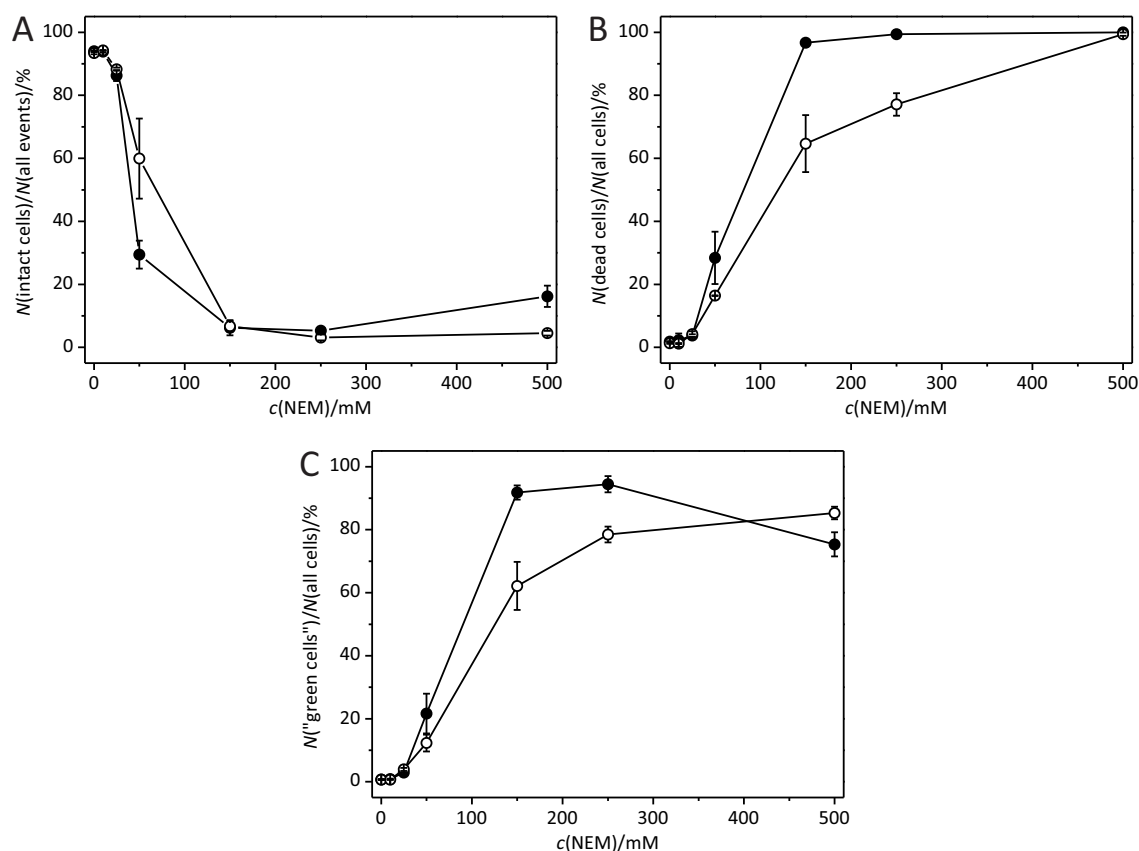 A
N(intact cells)/N(all events)/%
100
80
60
40
20
0
0 100 200 300 400 500
c(NEM)/mM
B
N(dead cells)/N(all cells)/%
100
80
60
40
20
0
0 100 200 300 400 500
c(NEM)/mM
C
N("green cells")/N(all cells)/%
100
80
60
40
20
0
0 100 200 300 400 500
c(NEM)/mM